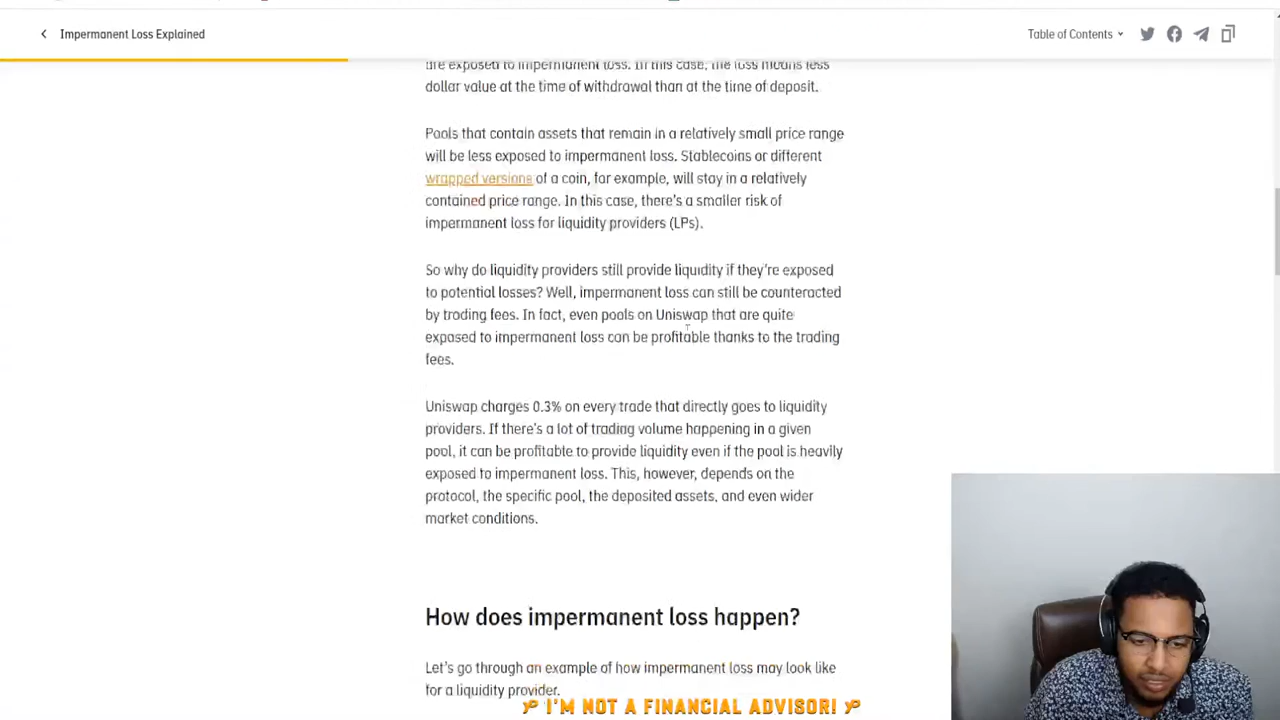 Impermanent Loss Explained
Table of Contents
are exposed to impermanent loss. In this case, the loss means less
dollar value at the time of withdrawal than at the time of deposit.
Pools that contain assets that remain in a relatively small price range
will be less exposed to impermanent loss. Stablecoins or different
wrapped versions of a coin, for example, will stay in a relatively
contained price range. In this case, there's a smaller risk of
impermanent loss for liquidity providers (LPs).
So why do liquidity providers still provide liquidity if they're exposed
to potential losses? Well, impermanent loss can still be counteracted
by trading fees. In fact, even pools on Uniswap that are quite
exposed to impermanent loss can be profitable thanks to the trading
fees.
Uniswap charges 0.3% on every trade that directly goes to liquidity
providers. If there's a lot of trading volume happening in a given
pool, it can be profitable to provide liquidity even if the pool is heavily
exposed to impermanent loss. This, however, depends on the
protocol, the specific pool, the deposited assets, and even wider
market conditions.
How does impermanent loss happen?
Let's go through an example of how impermanent loss may look like
for a liquidity provider.
I'M NOT A FINANCIAL ADVISOR!